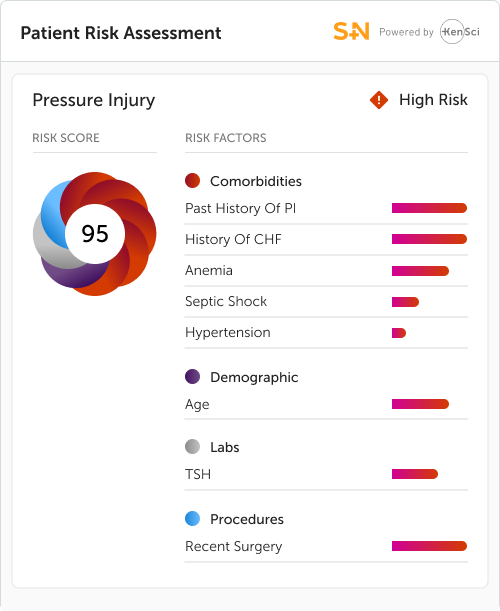 Patient Risk Assessment
S+N Powered by KenSci
Pressure Injury
High Risk
RISK SCORE
RISK FACTORS
95
Comorbidities
Past History Of PI
History Of CHF
Anemia
Septic Shock
Hypertension
Demographic
Age
Labs
TSH
Procedures
Recent Surgery